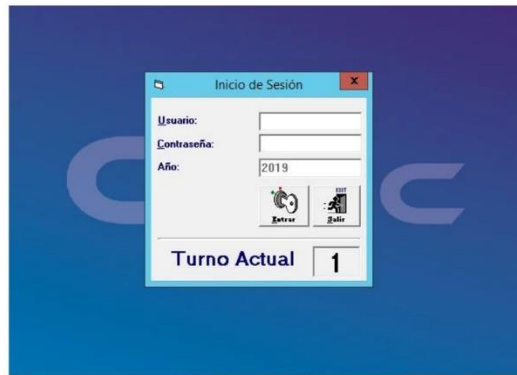 Inicio de Sesión
Usuario:
Contraseña:
Año: 2019
Entrar
EXIT
Salir
Turno Actual 1